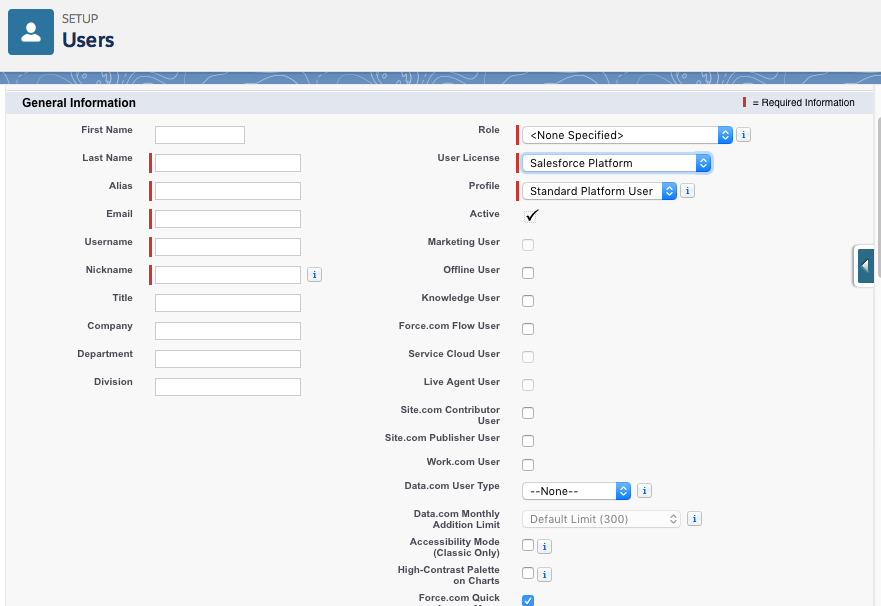 SETUP
Users
General Information
= Required Information
First Name
Last Name
Alias
Email
Username
Nickname
i
Title
Company
Department
Division
Role
<None Specified>
i
User License
Salesforce Platform
Profile
Standard Platform User
i
Active
Marketing User
Offline User
Knowledge User
Force.com Flow User
Service Cloud User
Live Agent User
Site.com Contributor
User
Site.com Publisher User
Work.com User
Data.com User Type
--None--
i
Data.com Monthly
Addition Limit
Default Limit (300)
i
Accessibility Mode
(Classic Only)
i
High-Contrast Palette
on Charts
i
Force.com Quick